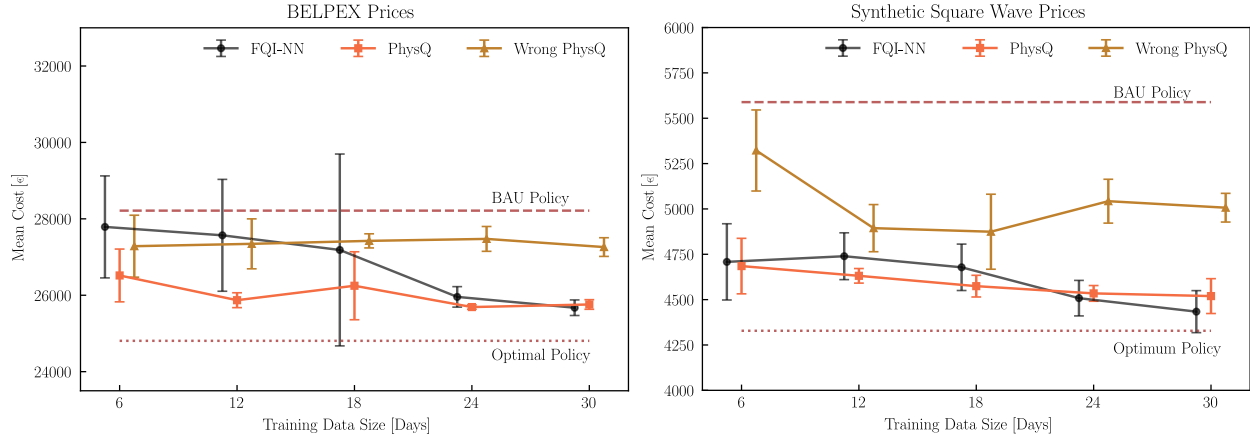 BELPEX Prices
FQI-NN PhysQ Wrong PhysQ
32000
30000
28000
26000
24000
Mean Cost [€]
BAU Policy
Optimal Policy
6 12 18 24 30
Training Data Size [Days]
Synthetic Square Wave Prices
FQI-NN PhysQ Wrong PhysQ
6000
5750
5500
5250
5000
4750
4500
4250
4000
Mean Cost [€]
BAU Policy
Optimum Policy
6 12 18 24 30
Training Data Size [Days]